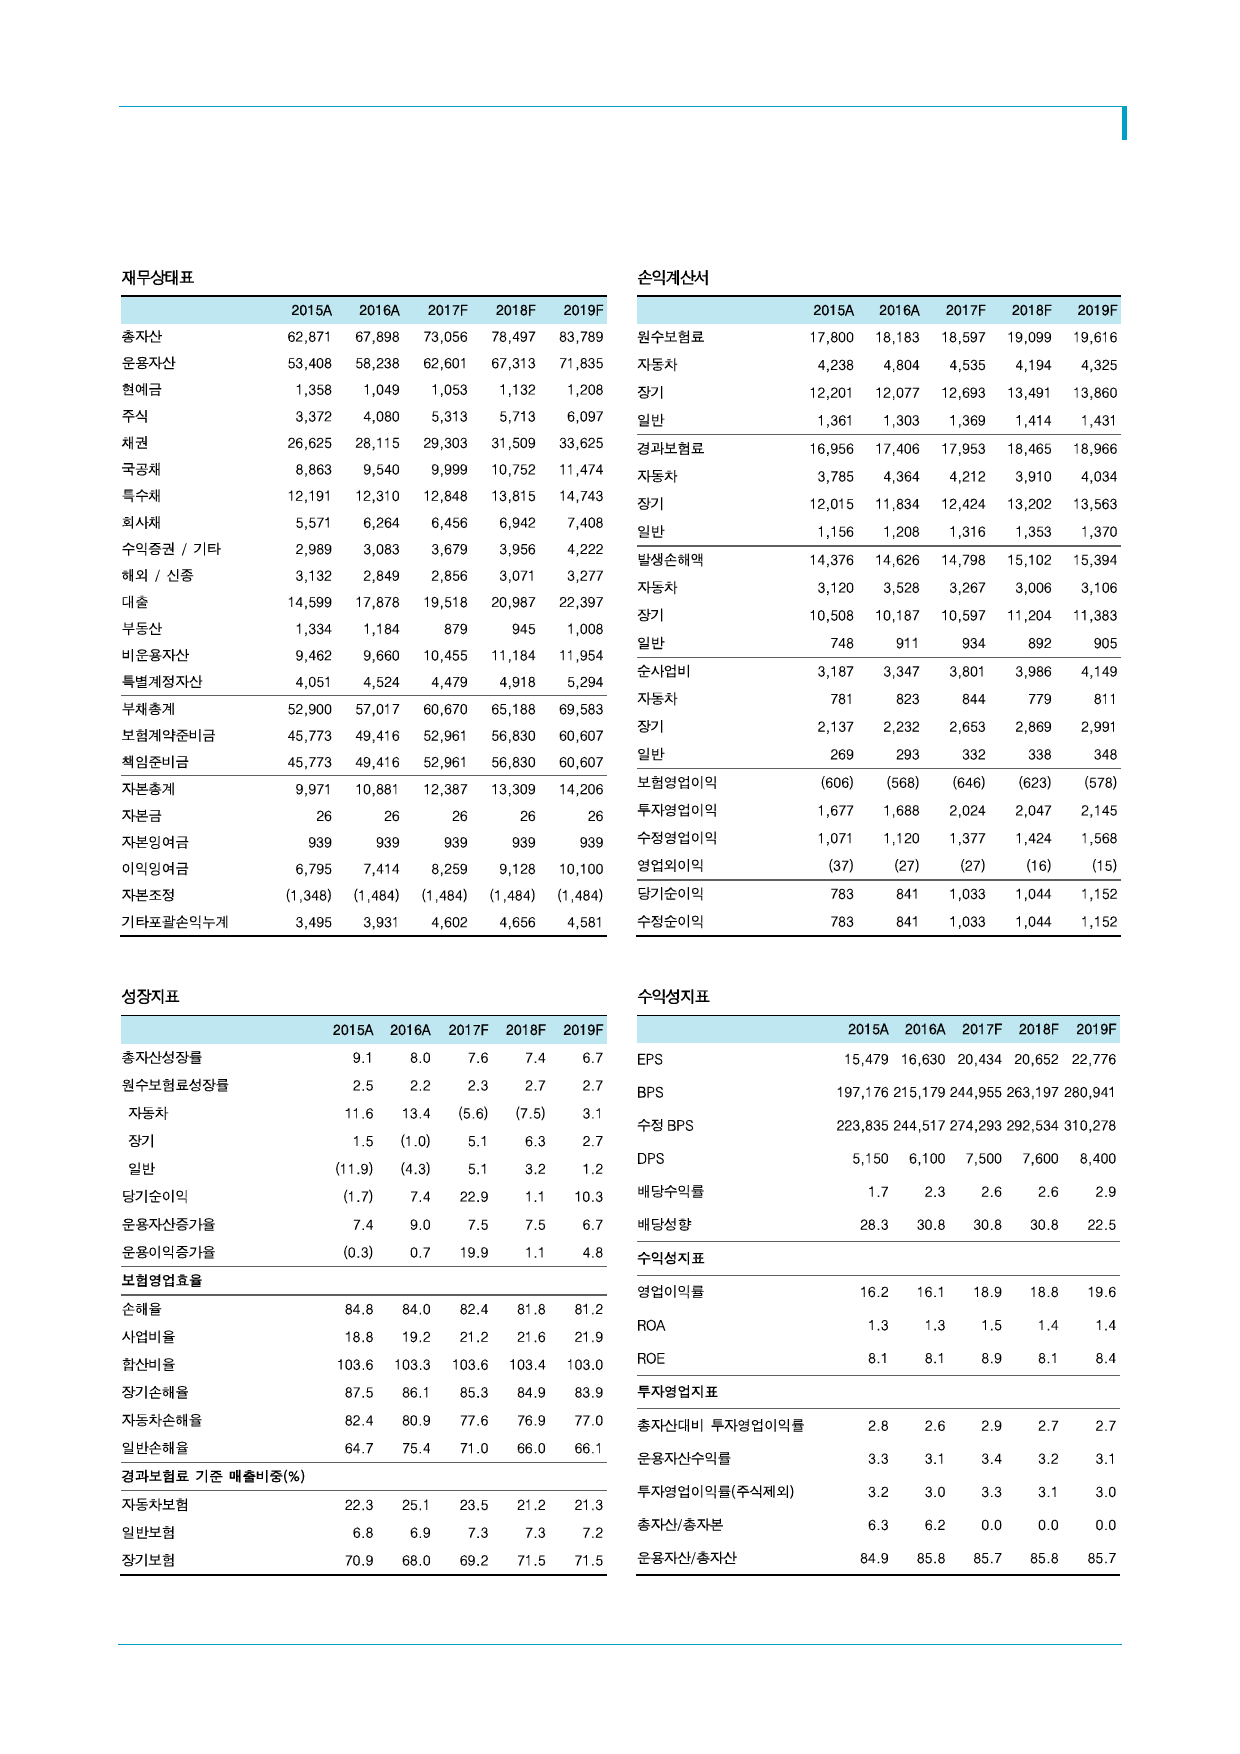 재무상태표
2015A 2016A 2017F 2018F 2019F
총자산 62,871 67,898 73,056 78,497 83,789
운용자산 53,408 58,238 62,601 67,313 71,835
현예금 1,358 1,049 1,053 1,132 1,208
주식 3,372 4,080 5,313 5,713 6,097
채권 26,625 28,115 29,303 31,509 33,625
국공채 8,863 9,540 9,999 10,752 11,474
특수채 12,191 12,310 12,848 13,815 14,743
회사채 5,571 6,264 6,456 6,942 7,408
수익증권 / 기타 2,989 3,083 3,679 3,956 4,222
해외 / 신종 3,132 2,849 2,856 3,071 3,277
대출 14,599 17,878 19,518 20,987 22,397
부동산 1,334 1,184 879 945 1,008
비운용자산 9,462 9,660 10,455 11,184 11,954
특별계정자산 4,051 4,524 4,479 4,918 5,294
부채총계 52,900 57,017 60,670 65,188 69,583
보험계약준비금 45,773 49,416 52,961 56,830 60,607
책임준비금 45,773 49,416 52,961 56,830 60,607
자본총계 9,971 10,881 12,387 13,309 14,206
자본금 26 26 26 26 26
자본잉여금 939 939 939 939 939
이익잉여금 6,795 7,414 8,259 9,128 10,100
자본조정 (1,348) (1,484) (1,484) (1,484) (1,484)
기타포괄손익누계 3,495 3,931 4,602 4,656 4,581
손익계산서
2015A 2016A 2017F 2018F 2019F
원수보험료 17,800 18,183 18,597 19,099 19,616
자동차 4,238 4,804 4,535 4,194 4,325
장기 12,201 12,077 12,693 13,491 13,860
일반 1,361 1,303 1,369 1,414 1,431
경과보험료 16,956 17,406 17,953 18,465 18,966
자동차 3,785 4,364 4,212 3,910 4,034
장기 12,015 11,834 12,424 13,202 13,563
일반 1,156 1,208 1,316 1,353 1,370
발생손해액 14,376 14,626 14,798 15,102 15,394
자동차 3,120 3,528 3,267 3,006 3,106
장기 10,508 10,187 10,597 11,204 11,383
일반 748 911 934 892 905
순사업비 3,187 3,347 3,801 3,986 4,149
자동차 781 823 844 779 811
장기 2,137 2,232 2,653 2,869 2,991
일반 269 293 332 338 348
보험영업이익 (606) (568) (646) (623) (578)
투자영업이익 1,677 1,688 2,024 2,047 2,145
수정영업이익 1,071 1,120 1,377 1,424 1,568
영업외이익 (37) (27) (27) (16) (15)
당기순이익 783 841 1,033 1,044 1,152
수정순이익 783 841 1,033 1,044 1,152
성장지표
2015A 2016A 2017F 2018F 2019F
총자산성장률 9.1 8.0 7.6 7.4 6.7
원수보험료성장률 2.5 2.2 2.3 2.7 2.7
자동차 11.6 13.4 (5.6) (7.5) 3.1
장기 1.5 (1.0) 5.1 6.3 2.7
일반 (11.9) (4.3) 5.1 3.2 1.2
당기순이익 (1.7) 7.4 22.9 1.1 10.3
운용자산증가율 7.4 9.0 7.5 7.5 6.7
운용이익증가율 (0.3) 0.7 19.9 1.1 4.8
보험영업효율
손해율 84.8 84.0 82.4 81.8 81.2
사업비율 18.8 19.2 21.2 21.6 21.9
합산비율 103.6 103.3 103.6 103.4 103.0
장기손해율 87.5 86.1 85.3 84.9 83.9
자동차손해율 82.4 80.9 77.6 76.9 77.0
일반손해율 64.7 75.4 71.0 66.0 66.1
경과보험료 기준 매출비중(%)
자동차보험 22.3 25.1 23.5 21.2 21.3
일반보험 6.8 6.9 7.3 7.3 7.2
장기보험 70.9 68.0 69.2 71.5 71.5
수익성지표
2015A 2016A 2017F 2018F 2019F
EPS 15,479 16,630 20,434 20,652 22,776
BPS 197,176 215,179 244,955 263,197 280,941
수정 BPS 223,835 244,517 274,293 292,534 310,278
DPS 5,150 6,100 7,500 7,600 8,400
배당수익률 1.7 2.3 2.6 2.6 2.9
배당성향 28.3 30.8 30.8 30.8 22.5
수익성지표
영업이익률 16.2 16.1 18.9 18.8 19.6
ROA 1.3 1.3 1.5 1.4 1.4
ROE 8.1 8.1 8.9 8.1 8.4
투자영업지표
총자산대비 투자영업이익률 2.8 2.6 2.9 2.7 2.7
운용자산수익률 3.3 3.1 3.4 3.2 3.1
투자영업이익률(주식제외) 3.2 3.0 3.3 3.1 3.0
총자산/총자본 6.3 6.2 0.0 0.0 0.0
운용자산/총자산 84.9 85.8 85.7 85.8 85.7